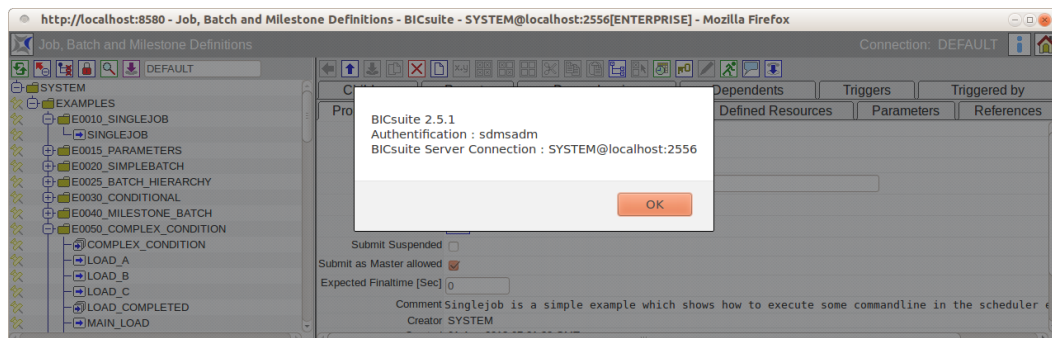 http://localhost:8580 - Job, Batch and Milestone Definitions - BICsuite - SYSTEM@localhost:2556[ENTERPRISE] - Mozilla Firefox
Job, Batch and Milestone Definitions
Connection: DEFAULT
DEFAULT
SYSTEM
EXAMPLES
E0010_SINGLEJOB
SINGLEJOB
E0015_PARAMETERS
E0020_SIMPLEBATCH
E0025_BATCH_HIERARCHY
E0030_CONDITIONAL
E0040_MILESTONE_BATCH
E0050_COMPLEX_CONDITION
COMPLEX_CONDITION
LOAD_A
LOAD_B
LOAD_C
LOAD_COMPLETED
MAIN_LOAD
Dependents Triggers Triggered by
Pro Defined Resources Parameters References
BICsuite 2.5.1
Authentification : sdmsadm
BICsuite Server Connection : SYSTEM@localhost:2556
OK
Submit Suspended
Submit as Master allowed
Expected Finaltime [Sec] 0
Comment Singlejob is a simple example which shows how to execute some commandline in the scheduler e
Creator SYSTEM